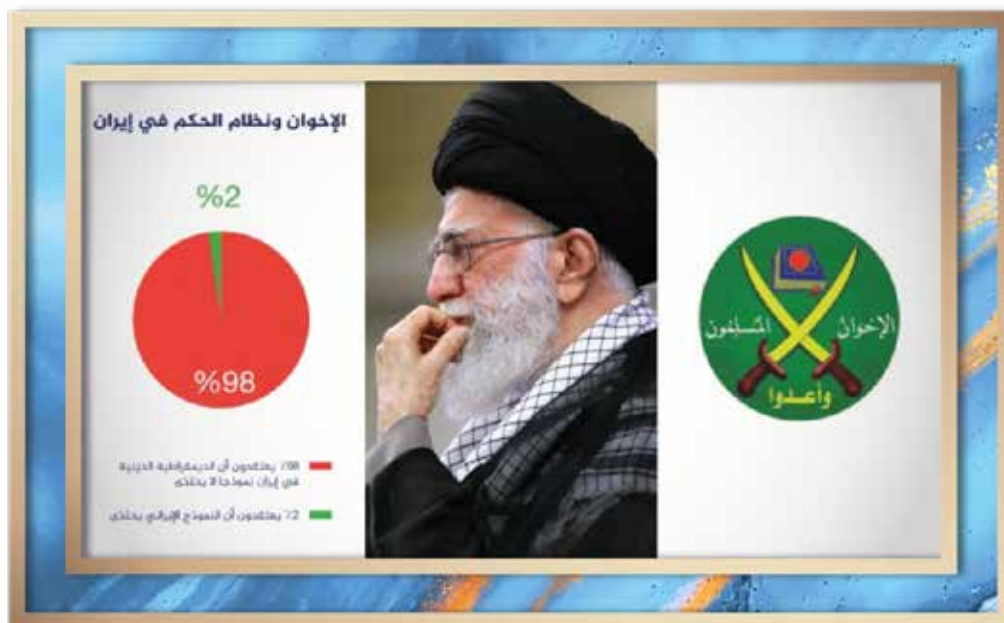 الإخوان ونظام الحكم في إيران
%2
%98
98٪ يعتقدون أن الديمقراطية الدينية
في إيران نموذجا لا يحتذى
2٪ يعتقدون أن النموذج الإيراني يحتذى
الإخوان المسلمون
وأعدوا